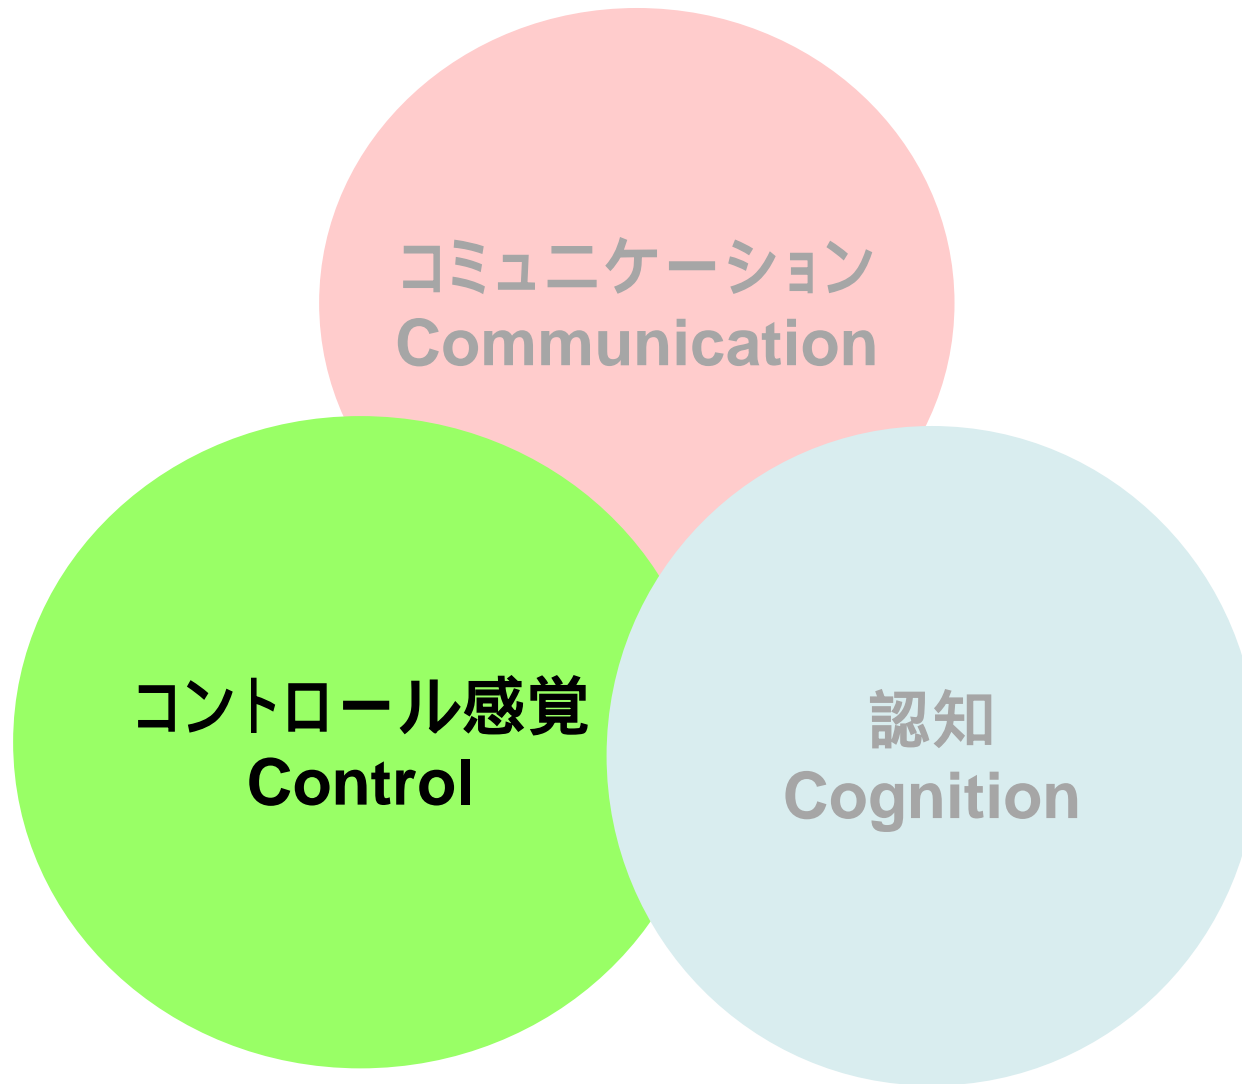 コミュニケーション
Communication
コントロール感覚
Control
認知
Cognition